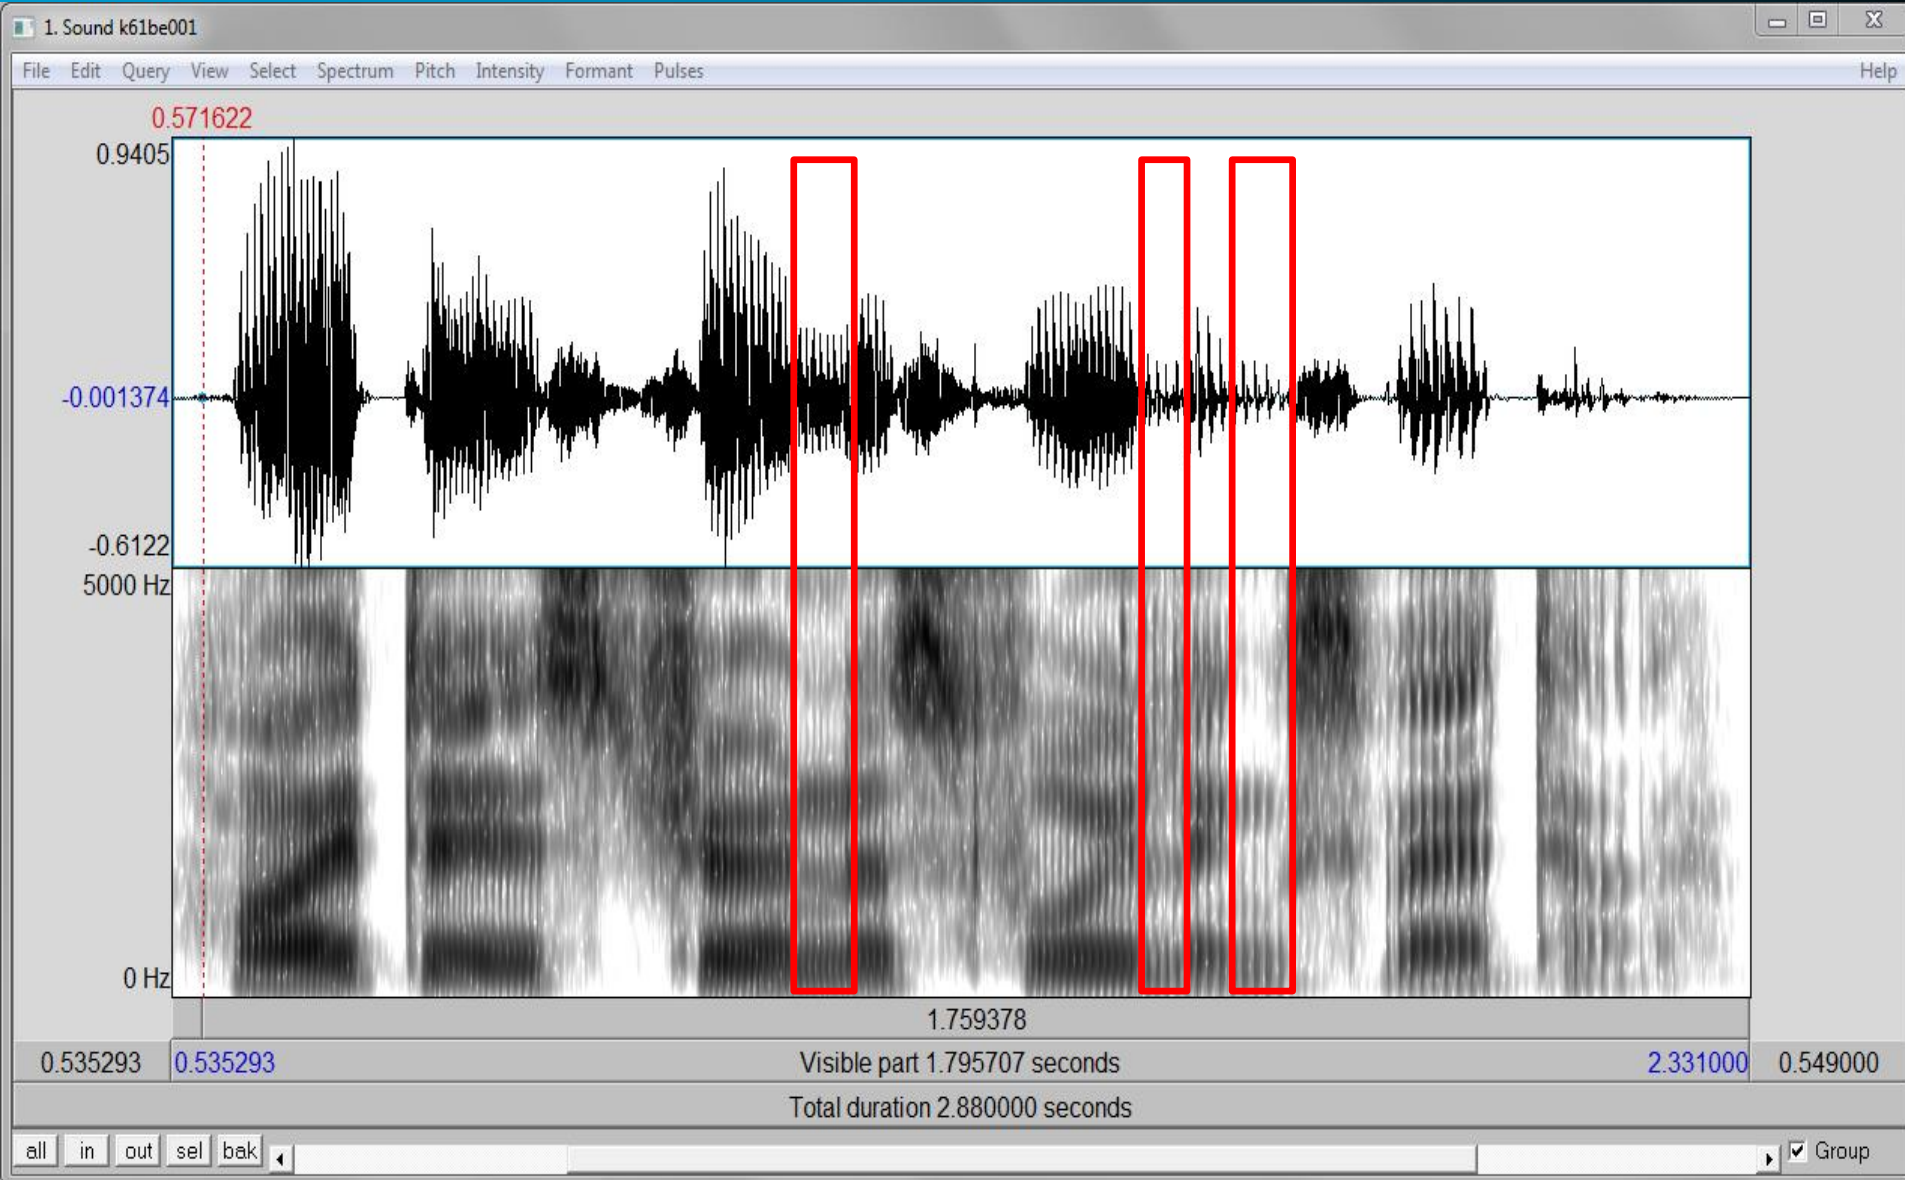 1. Sound k61be001
File Edit Query View Select Spectrum Pitch Intensity Formant Pulses Help
0.571622
0.9405
-0.001374
-0.6122
5000 Hz
0 Hz
1.759378
0.535293 0.535293 Visible part 1.795707 seconds 2.331000 0.549000
Total duration 2.880000 seconds
all in out sel bak Group